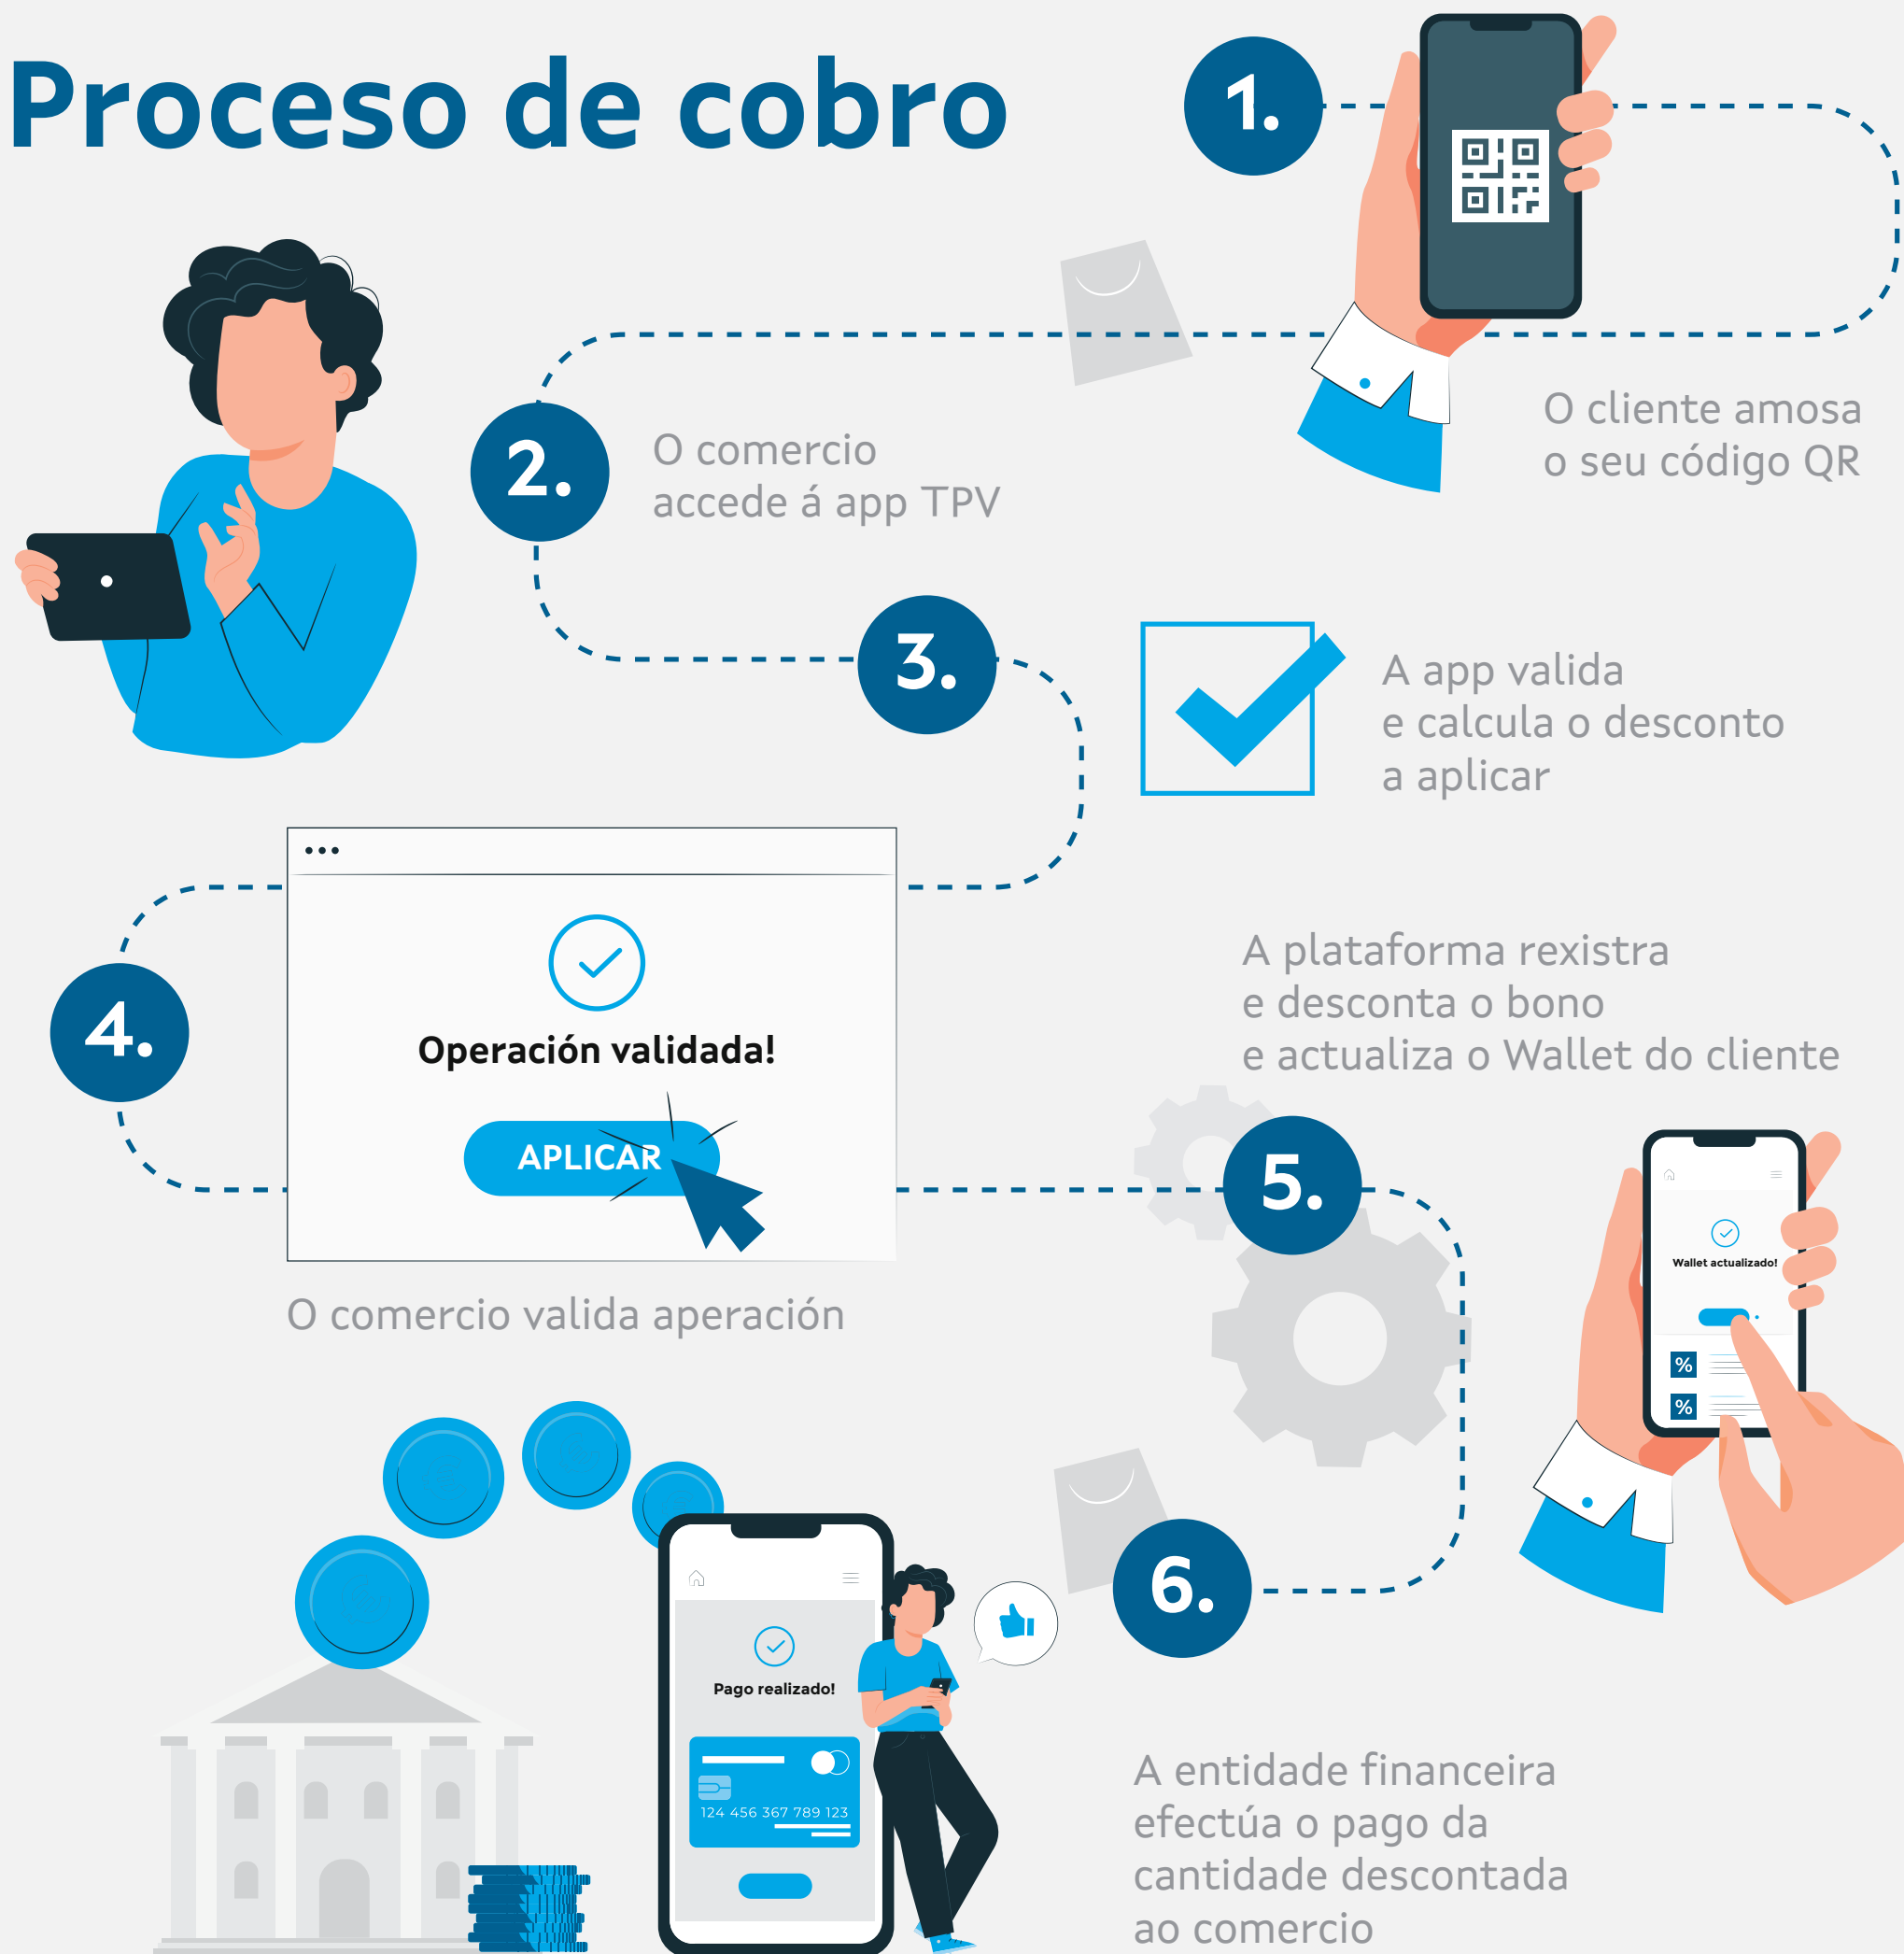 Proceso de cobro
1.
O cliente amosa
o seu código QR
2.
O comercio
accede á app TPV
3.
A app valida
e calcula o desconto
a aplicar
4.
Operación validada!
APLICAR
O comercio valida aperación
A plataforma rexistra
e desconta o bono
e actualiza o Wallet do cliente
5.
Wallet actualizado!
%
%
6.
Pago realizado!
124 456 367 789 123
A entidade financeira
efectúa o pago da
cantidade descontada
ao comercio